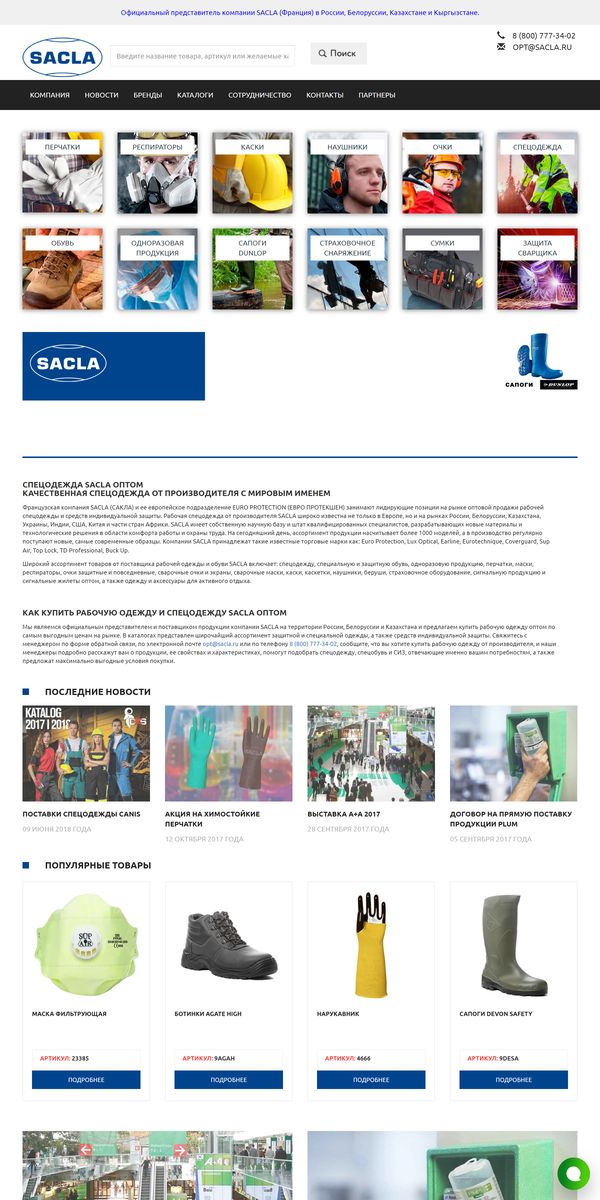 Официальный представитель компании SACLA (Франция) в России, Белоруссии, Казахстане и Кыргызстане.
SACLA
Введите название товара, артикул или желаемые ха
Поиск
8 (800) 777-34-02
OPT@SACLA.RU
КОМПАНИЯ НОВОСТИ БРЕНДЫ КАТАЛОГИ СОТРУДНИЧЕСТВО КОНТАКТЫ ПАРТНЕРЫ
ПЕРЧАТКИ
РЕСПИРАТОРЫ
КАСКИ
НАУШНИКИ
ОЧКИ
СПЕЦОДЕЖДА
ОБУВЬ
ОДНОРАЗОВАЯ
ПРОДУКЦИЯ
САПОГИ
DUNLOP
СТРАХОВОЧНОЕ
СНАРЯЖЕНИЕ
СУМКИ
ЗАЩИТА
СВАРЩИКА
SACLA
САПОГИ DUNLOP
СПЕЦОДЕЖДА SACLA ОПТОМ
КАЧЕСТВЕННАЯ СПЕЦОДЕЖДА ОТ ПРОИЗВОДИТЕЛЯ С МИРОВЫМ ИМЕНЕМ
Французская компания SACLA (САКЛА) и ее европейское подразделение EURO PROTECTION (ЕВРО ПРОТЕКШЕН) занимают лидирующие позиции на рынке оптовой продажи рабочей
спецодежды и средств индивидуальной защиты. Рабочая спецодежда от производителя SACLA широко известна не только в Европе, но и на рынках России, Белоруссии, Казахстана,
Украины, Индии, США, Китая и части стран Африки. SACLA имеет собственную научную базу и штат квалифицированных специалистов, разрабатывающих новые материалы и
технологические решения в области комфорта работы и охраны труда. На сегодняшний день, ассортимент продукции насчитывает более 1000 моделей, а в производство регулярно
поступают новые, самые современные образцы. Компании SACLA принадлежат такие известные торговые марки как: Euro Protection, Lux Optical, Earline, Eurotechnique, Coverguard, Sup
Air, Top Lock, TD Professional, Buck Up.
Широкий ассортимент товаров от поставщика рабочей одежды и обуви SACLA включает: спецодежду, специальную и защитную обувь, одноразовую продукцию, перчатки, маски,
респираторы, очки защитные и повседневные, сварочные очки и экраны, сварочные маски, каски, каскетки, наушники, беруши, страховочное оборудование, сигнальную продукцию и
сигнальные жилеты оптом, а также одежду и аксессуары для активного отдыха.
КАК КУПИТЬ РАБОЧУЮ ОДЕЖДУ И СПЕЦОДЕЖДУ SACLA ОПТОМ
Мы являемся официальным представителем и поставщиком продукции компании SACLA на территории России, Белоруссии и Казахстана и предлагаем купить рабочую одежду оптом по
самым выгодным ценам на рынке. В каталогах представлен широчайший ассортимент защитной и специальной одежды, а также средств индивидуальной защиты. Свяжитесь с
менеджером по форме обратной связи, по электронной почте opt@sacla.ru или по телефону 8 (800) 777-34-02, сообщите, что вы хотите купить рабочую одежду от производителя, и наши
менеджеры подробно расскажут вам о продукции, ее свойствах и характеристиках, помогут подобрать спецодежду, спецобувь и СИЗ, отвечающие именно вашим потребностям, а также
предложат максимально выгодные условия покупки.
ПОСЛЕДНИЕ НОВОСТИ
KATALOG
2017 | 2018
CXS
SACLA
ПОСТАВКИ СПЕЦОДЕЖДЫ CANIS
09 ИЮНЯ 2018 ГОДА
АКЦИЯ НА ХИМОСТОЙКИЕ
ПЕРЧАТКИ
12 ОКТЯБРЯ 2017 ГОДА
ВЫСТАВКА A+A 2017
28 СЕНТЯБРЯ 2017 ГОДА
ДОГОВОР НА ПРЯМУЮ ПОСТАВКУ
ПРОДУКЦИИ PLUM
05 СЕНТЯБРЯ 2017 ГОДА
ПОПУЛЯРНЫЕ ТОВАРЫ
SUP
AIR
МАСКА ФИЛЬТРУЮЩАЯ
АРТИКУЛ: 23385
ПОДРОБНЕЕ
БОТИНКИ AGATE HIGH
АРТИКУЛ: 9AGAH
ПОДРОБНЕЕ
НАРУКАВНИК
АРТИКУЛ: 4666
ПОДРОБНЕЕ
САПОГИ DEVON SAFETY
АРТИКУЛ: 9DESA
ПОДРОБНЕЕ